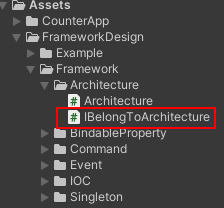 Assets
CounterApp
FrameworkDesign
Example
Framework
Architecture
# Architecture
# IBelongToArchitecture
BindableProperty
Command
Event
IOC
Singleton